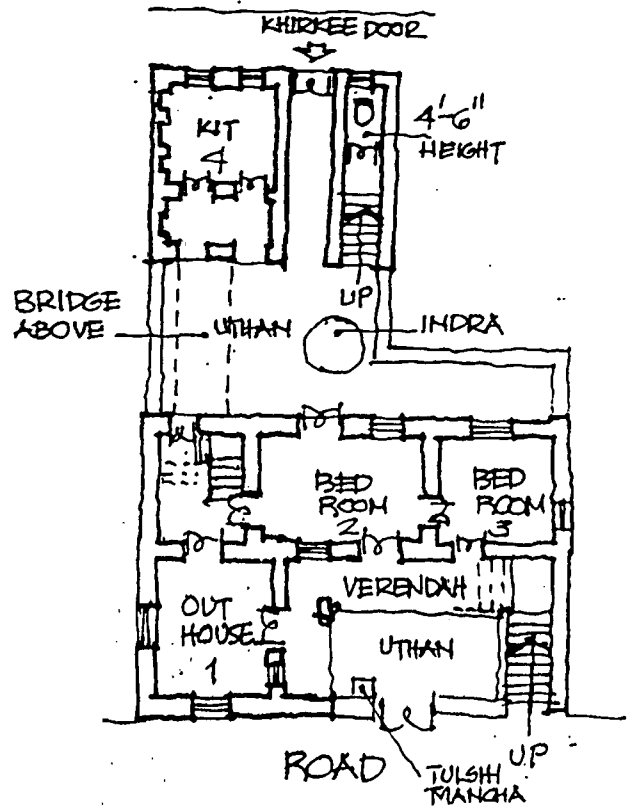 KHIRKEE DOOR
4'-6"
HEIGHT
KIT
4
UP
BRIDGE
ABOVE
UTHAN
INDRA
BED
ROOM
2
BED
ROOM
3
VERENDAH
OUT
HOUSE
1
UTHAN
ROAD
UP
TULSHI
MANCHA